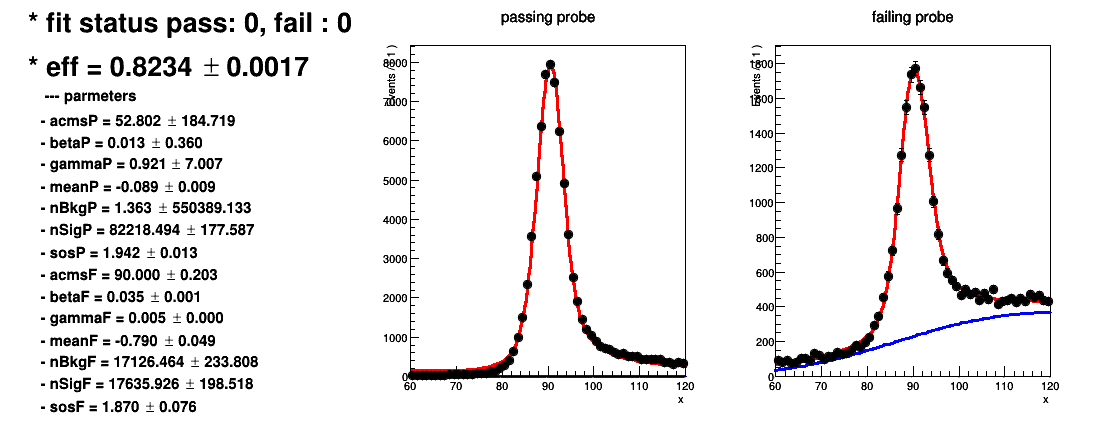 * fit status pass: 0, fail : 0
* eff = 0.8234 ± 0.0017
--- parmeters
- acmsP = 52.802 ± 184.719
- betaP = 0.013 ± 0.360
- gammaP = 0.921 ± 7.007
- meanP = -0.089 ± 0.009
- nBkgP = 1.363 ± 550389.133
- nSigP = 82218.494 ± 177.587
- sosP = 1.942 ± 0.013
- acmsF = 90.000 ± 0.203
- betaF = 0.035 ± 0.001
- gammaF = 0.005 ± 0.000
- meanF = -0.790 ± 0.049
- nBkgF = 17126.464 ± 233.808
- nSigF = 17635.926 ± 198.518
- sosF = 1.870 ± 0.076
passing probe
Events / ( 1 )
8000
7000
6000
5000
4000
3000
2000
1000
0
60 70 80 90 100 110 120
x
failing probe
Events / ( 1 )
1800
1600
1400
1200
1000
800
600
400
200
0
60 70 80 90 100 110 120
x